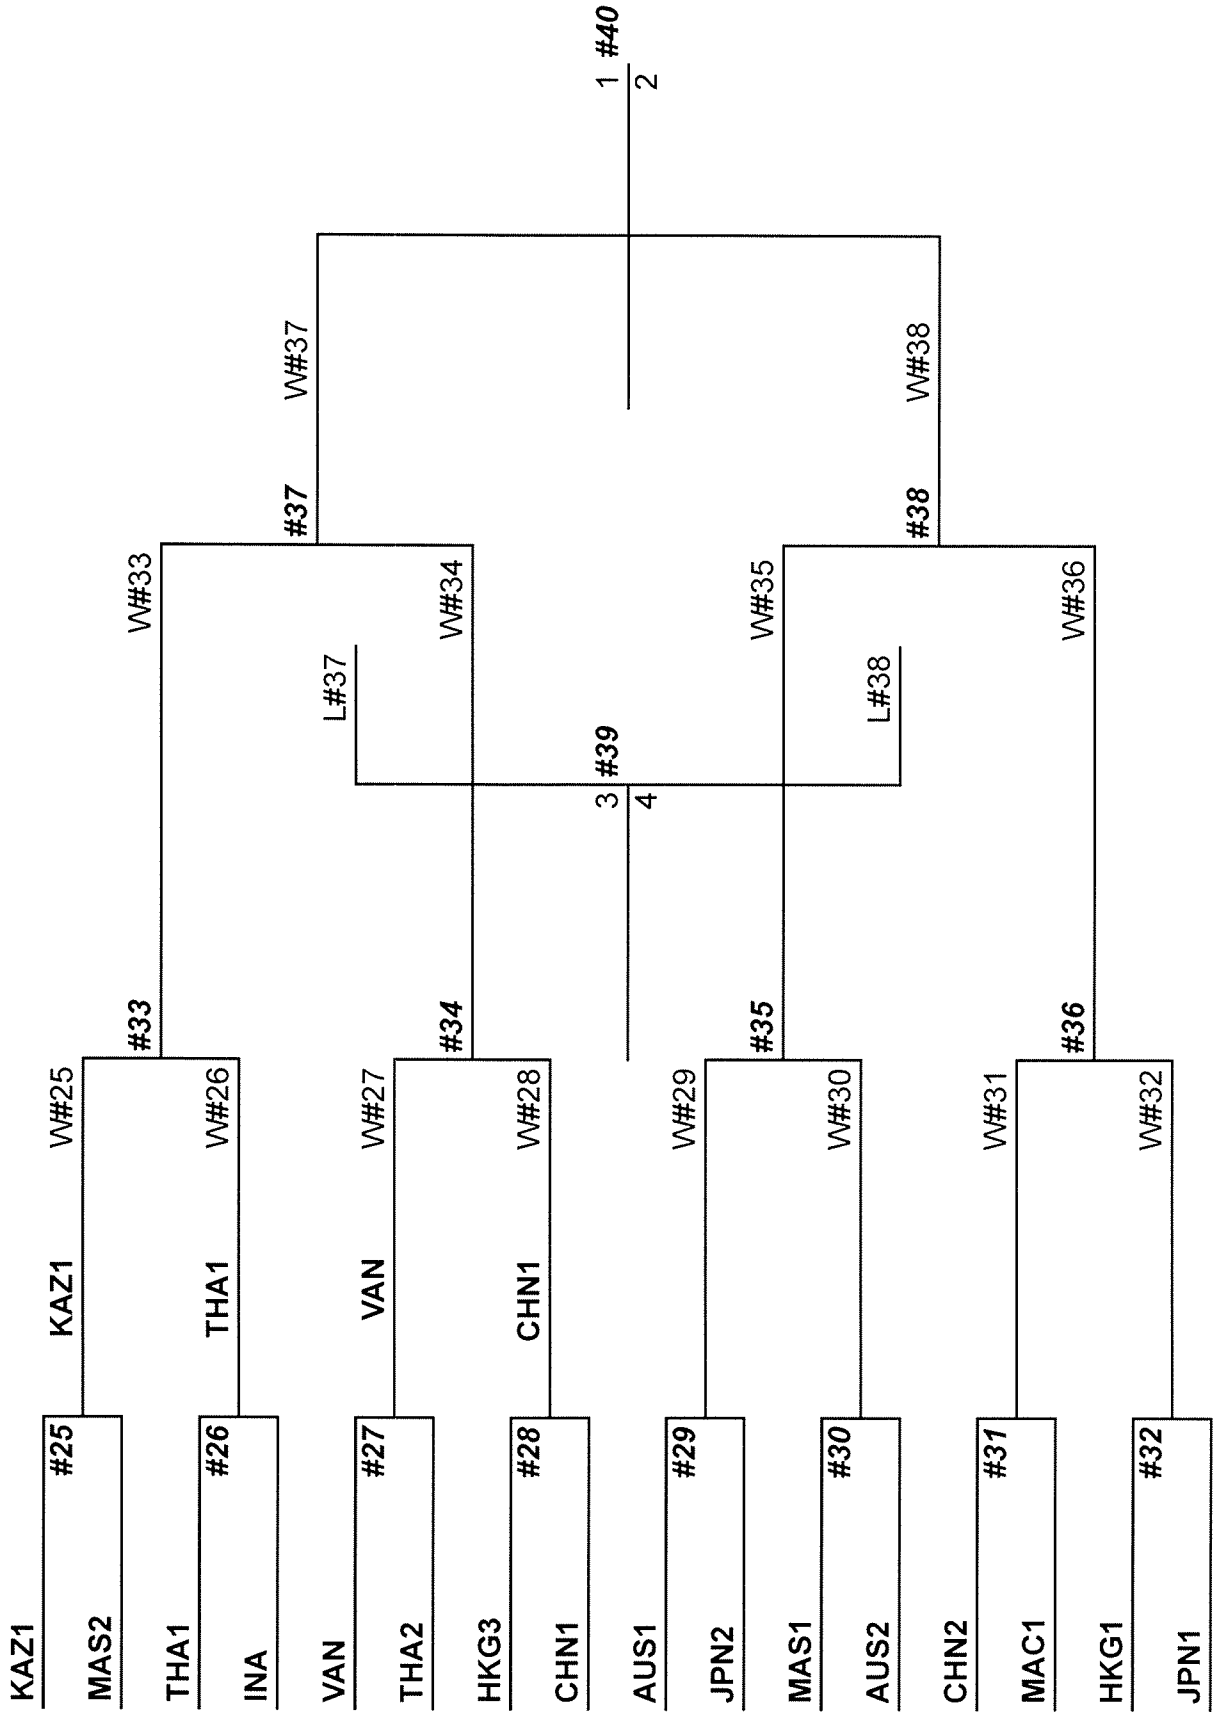 KAZ1
MAS2
THA1
INA
VAN
THA2
HKG3
CHN1
AUS1
JPN2
MAS1
AUS2
CHN2
MAC1
HKG1
JPN1
#25
#26
#27
#28
#29
#30
#31
#32
KAZ1
THA1
VAN
CHN1
W#25
W#26
W#27
W#28
W#29
W#30
W#31
W#32
#33
#34
#35
#36
3
4
#39
L#37
L#38
W#33
W#34
W#35
W#36
#37
#38
W#37
W#38
1
2
#40